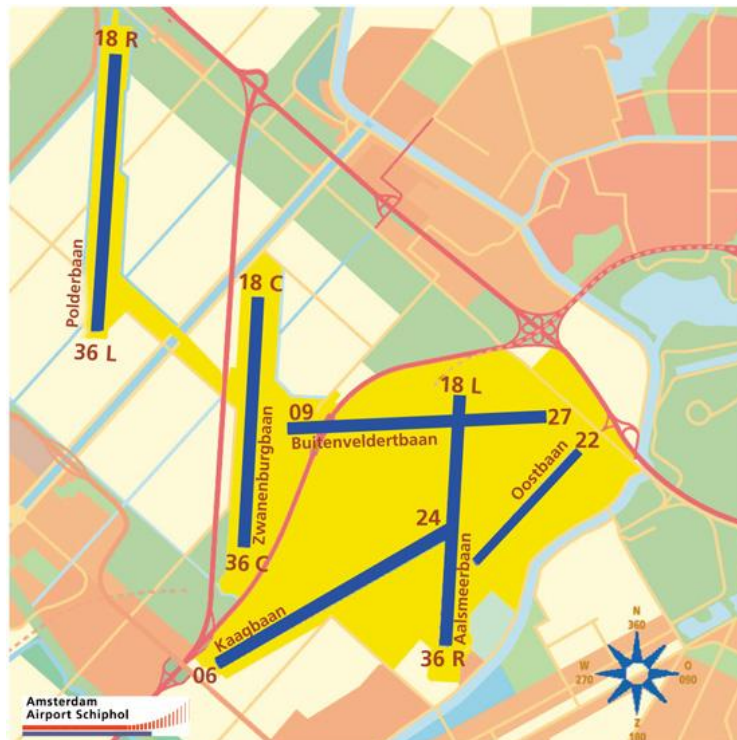 18 R
Polderbaan
36 L
18 C
Zwanenburgbaan
36 C
09
27
Buitenveldertbaan
18 L
22
Oostbaan
24
Aalsmeerbaan
36 R
Kaagbaan
06
N
360
W
270
O
090
Z
180
Amsterdam
Airport Schiphol